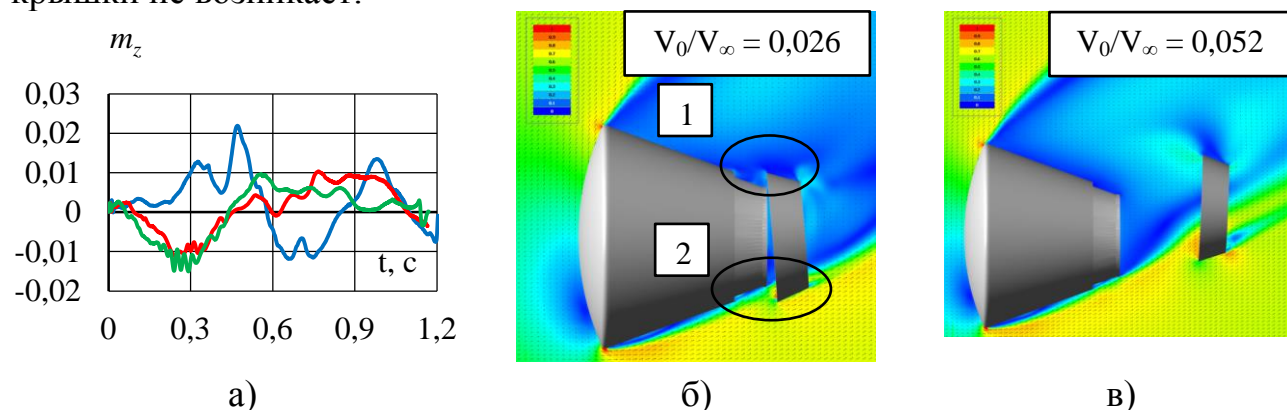 крышки не возникает.
m_z
0,03
0,02
0,01
0
-0,01
-0,02
0 0,3 0,6 0,9 1,2
t, с
V₀/V∞ = 0,026
1
2
V₀/V∞ = 0,052
а) б) в)